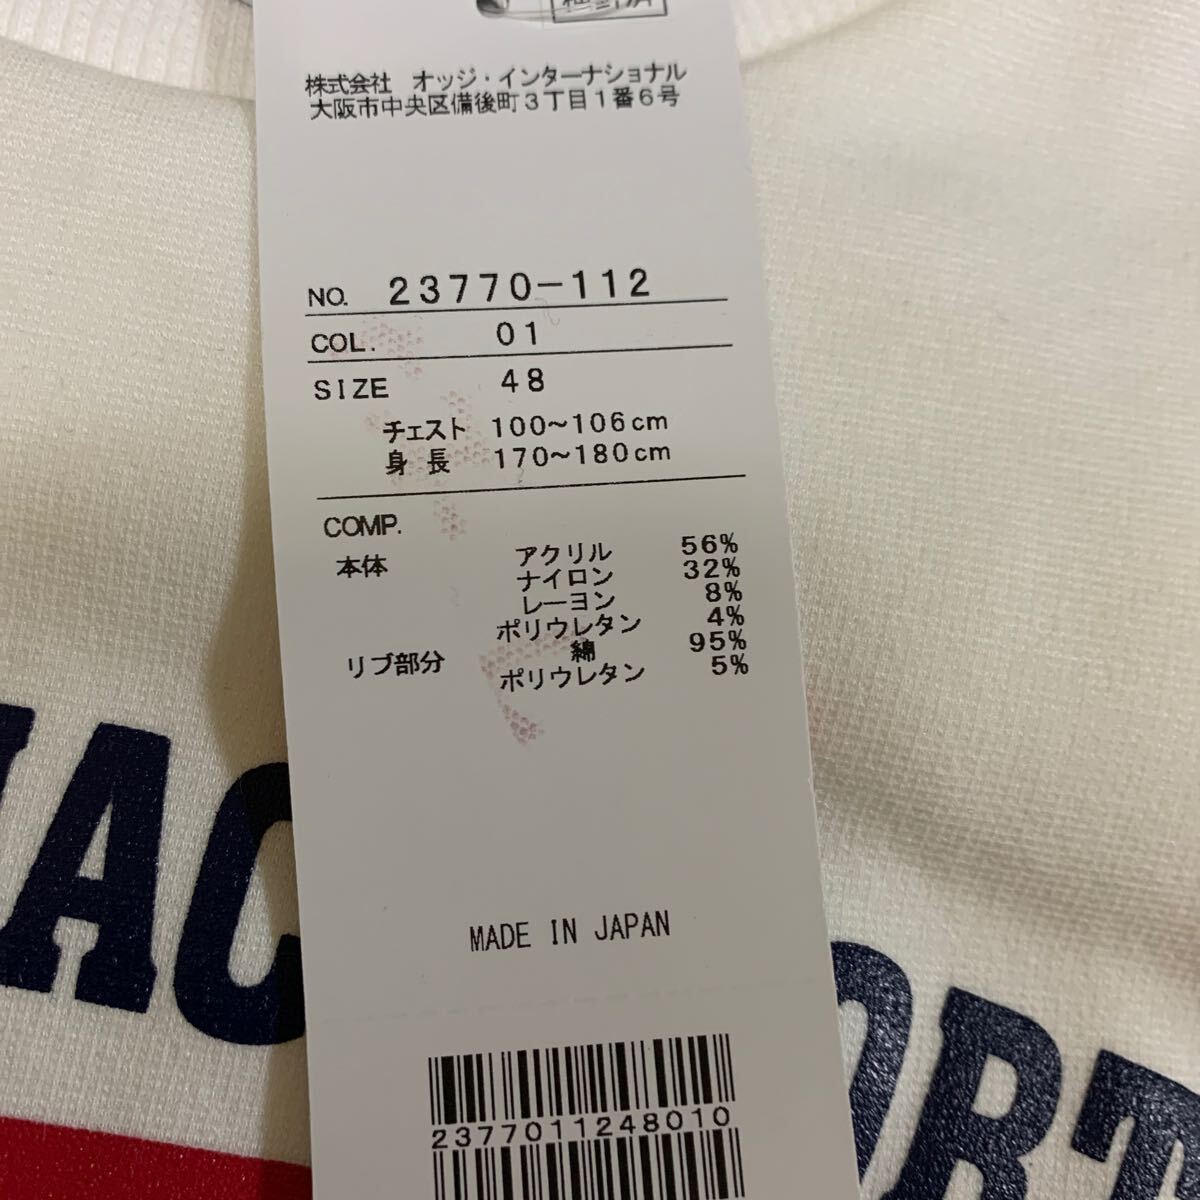 株式会社 オッジ・インターナショナル
大阪市中央区備後町3丁目1番6号
NO. 23770-112
COL. 01
SIZE 48
チェスト 100~106cm
身長 170~180cm
COMP.
本体 アクリル 56%
ナイロン 32%
レーヨン 8%
ポリウレタン 4%
リブ部分 綿 95%
ポリウレタン 5%
MADE IN JAPAN
2377011248010
AC
ORT